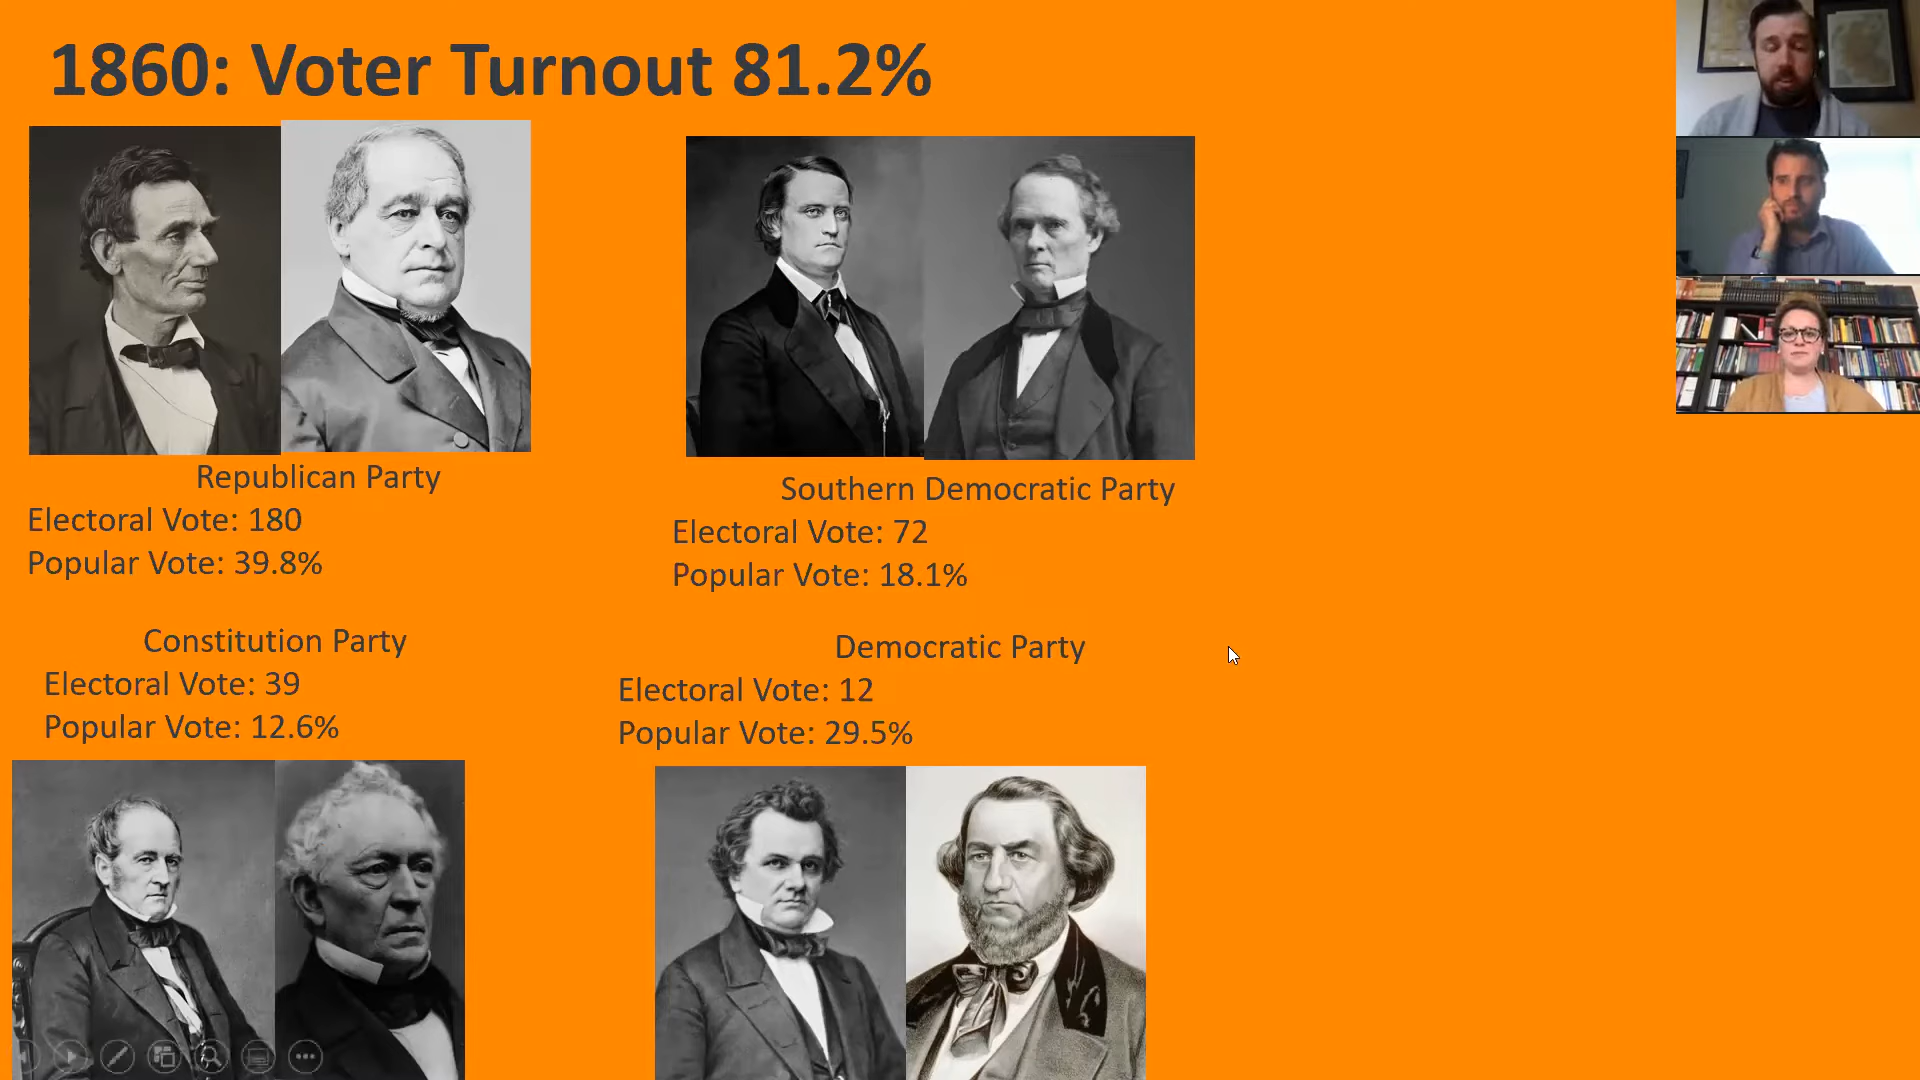 1860: Voter Turnout 81.2%
Republican Party
Electoral Vote: 180
Popular Vote: 39.8%
Southern Democratic Party
Electoral Vote: 72
Popular Vote: 18.1%
Constitution Party
Electoral Vote: 39
Popular Vote: 12.6%
Democratic Party
Electoral Vote: 12
Popular Vote: 29.5%